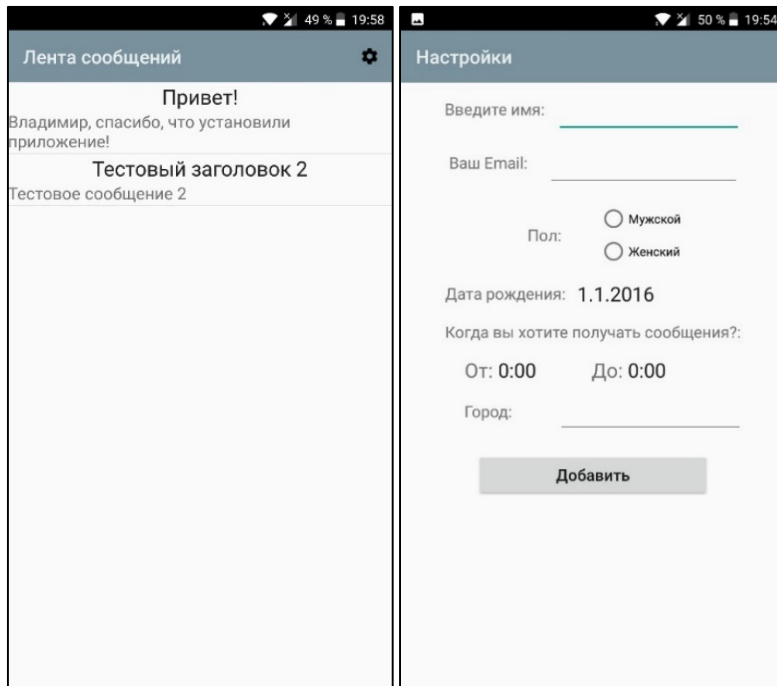 49 % 19:58
Лента сообщений
Привет!
Владимир, спасибо, что установили
приложение!
Тестовый заголовок 2
Тестовое сообщение 2
50 % 19:54
Настройки
Введите имя:
Ваш Email:
Пол:
Мужской
Женский
Дата рождения: 1.1.2016
Когда вы хотите получать сообщения?:
От: 0:00 До: 0:00
Город:
Добавить